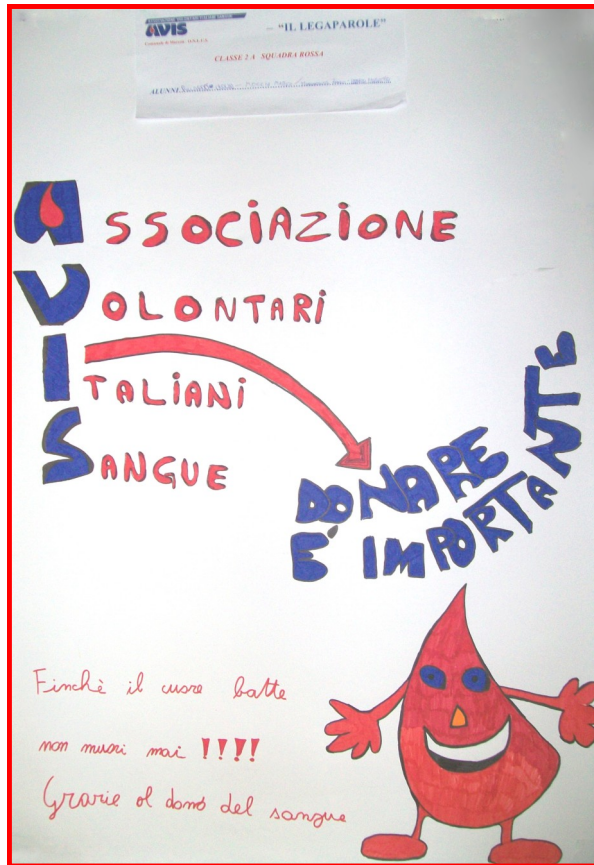 AVIS
– "IL LEGAPAROLE"
CLASSE 2 A SQUADRA ROSSA
ALUNNI
ASSOCIAZIONE
VOLONTARI
ITALIANI
SANGUE
DONARE
E' IMPORTANTE
Finchè il cuore batte
non muori mai !!!!
Grazie al dono del sangue